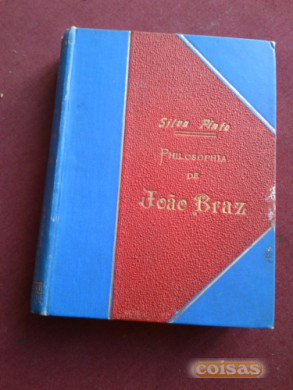 Silva Pinto
PHILOSOPHIA
DE
João Braz
coisas